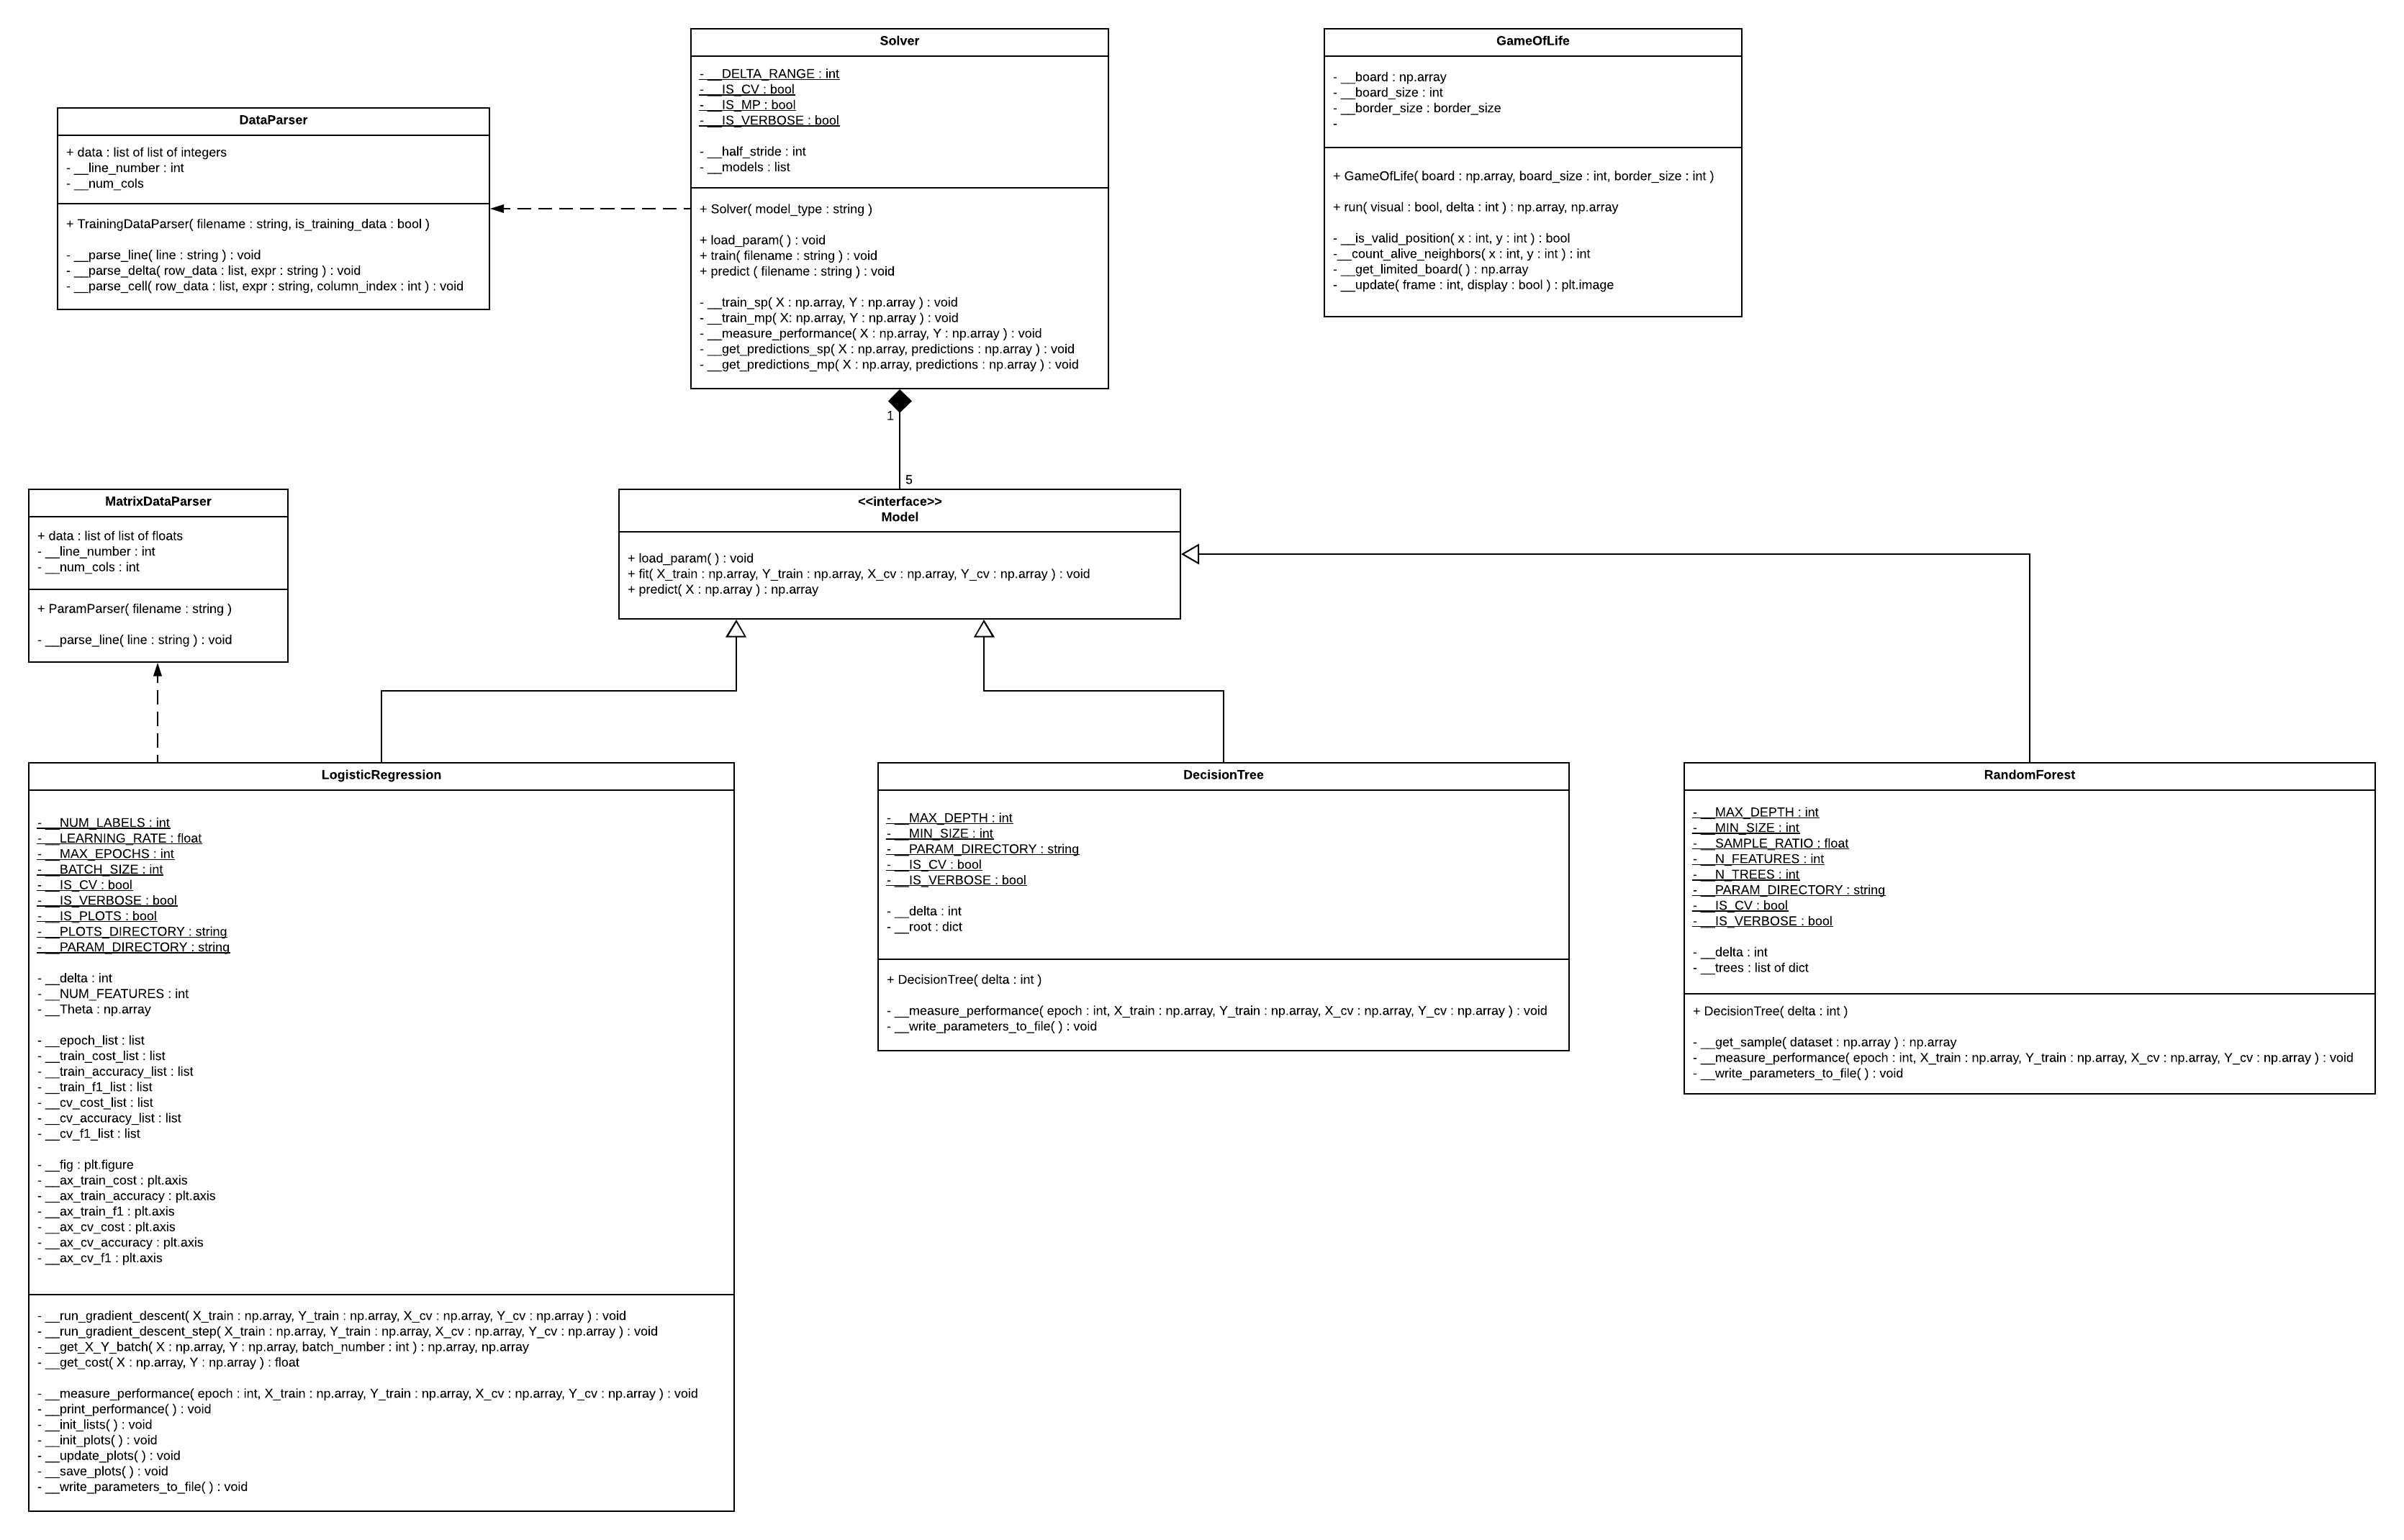 Solver
- __DELTA_RANGE : int
- __IS_CV : bool
- __IS_MP : bool
- __IS_VERBOSE : bool
- __half_stride : int
- __models : list
+ Solver( model_type : string )
+ load_param( ) : void
+ train( filename : string ) : void
+ predict ( filename : string ) : void
- __train_sp( X : np.array, Y : np.array ) : void
- __train_mp( X: np.array, Y : np.array ) : void
- __measure_performance( X : np.array, Y : np.array ) : void
- __get_predictions_sp( X : np.array, predictions : np.array ) : void
- __get_predictions_mp( X : np.array, predictions : np.array ) : void
GameOfLife
- __board : np.array
- __board_size : int
- __border_size : border_size
-
+ GameOfLife( board : np.array, board_size : int, border_size : int )
+ run( visual : bool, delta : int ) : np.array, np.array
- __is_valid_position( x : int, y : int ) : bool
-__count_alive_neighbors( x : int, y : int ) : int
- __get_limited_board( ) : np.array
- __update( frame : int, display : bool ) : plt.image
DataParser
+ data : list of list of integers
- __line_number : int
- __num_cols
+ TrainingDataParser( filename : string, is_training_data : bool )
- __parse_line( line : string ) : void
- __parse_delta( row_data : list, expr : string ) : void
- __parse_cell( row_data : list, expr : string, column_index : int ) : void
1
5
MatrixDataParser
+ data : list of list of floats
- __line_number : int
- __num_cols : int
+ ParamParser( filename : string )
- __parse_line( line : string ) : void
<<interface>>
Model
+ load_param( ) : void
+ fit( X_train : np.array, Y_train : np.array, X_cv : np.array, Y_cv : np.array ) : void
+ predict( X : np.array ) : np.array
LogisticRegression
- __NUM_LABELS : int
- __LEARNING_RATE : float
- __MAX_EPOCHS : int
- __BATCH_SIZE : int
- __IS_CV : bool
- __IS_VERBOSE : bool
- __IS_PLOTS : bool
- __PLOTS_DIRECTORY : string
- __PARAM_DIRECTORY : string
- __delta : int
- __NUM_FEATURES : int
- __Theta : np.array
- __epoch_list : list
- __train_cost_list : list
- __train_accuracy_list : list
- __train_f1_list : list
- __cv_cost_list : list
- __cv_accuracy_list : list
- __cv_f1_list : list
- __fig : plt.figure
- __ax_train_cost : plt.axis
- __ax_train_accuracy : plt.axis
- __ax_train_f1 : plt.axis
- __ax_cv_cost : plt.axis
- __ax_cv_accuracy : plt.axis
- __ax_cv_f1 : plt.axis
- __run_gradient_descent( X_train : np.array, Y_train : np.array, X_cv : np.array, Y_cv : np.array ) : void
- __run_gradient_descent_step( X_train : np.array, Y_train : np.array, X_cv : np.array, Y_cv : np.array ) : void
- __get_X_Y_batch( X : np.array, Y : np.array, batch_number : int ) : np.array, np.array
- __get_cost( X : np.array, Y : np.array ) : float
- __measure_performance( epoch : int, X_train : np.array, Y_train : np.array, X_cv : np.array, Y_cv : np.array ) : void
- __print_performance( ) : void
- __init_lists( ) : void
- __init_plots( ) : void
- __update_plots( ) : void
- __save_plots( ) : void
- __write_parameters_to_file( ) : void
DecisionTree
- __MAX_DEPTH : int
- __MIN_SIZE : int
- __PARAM_DIRECTORY : string
- __IS_CV : bool
- __IS_VERBOSE : bool
- __delta : int
- __root : dict
+ DecisionTree( delta : int )
- __measure_performance( epoch : int, X_train : np.array, Y_train : np.array, X_cv : np.array, Y_cv : np.array ) : void
- __write_parameters_to_file( ) : void
RandomForest
- __MAX_DEPTH : int
- __MIN_SIZE : int
- __SAMPLE_RATIO : float
- __N_FEATURES : int
- __N_TREES : int
- __PARAM_DIRECTORY : string
- __IS_CV : bool
- __IS_VERBOSE : bool
- __delta : int
- __trees : list of dict
+ DecisionTree( delta : int )
- __get_sample( dataset : np.array ) : np.array
- __measure_performance( epoch : int, X_train : np.array, Y_train : np.array, X_cv : np.array, Y_cv : np.array ) : void
- __write_parameters_to_file( ) : void